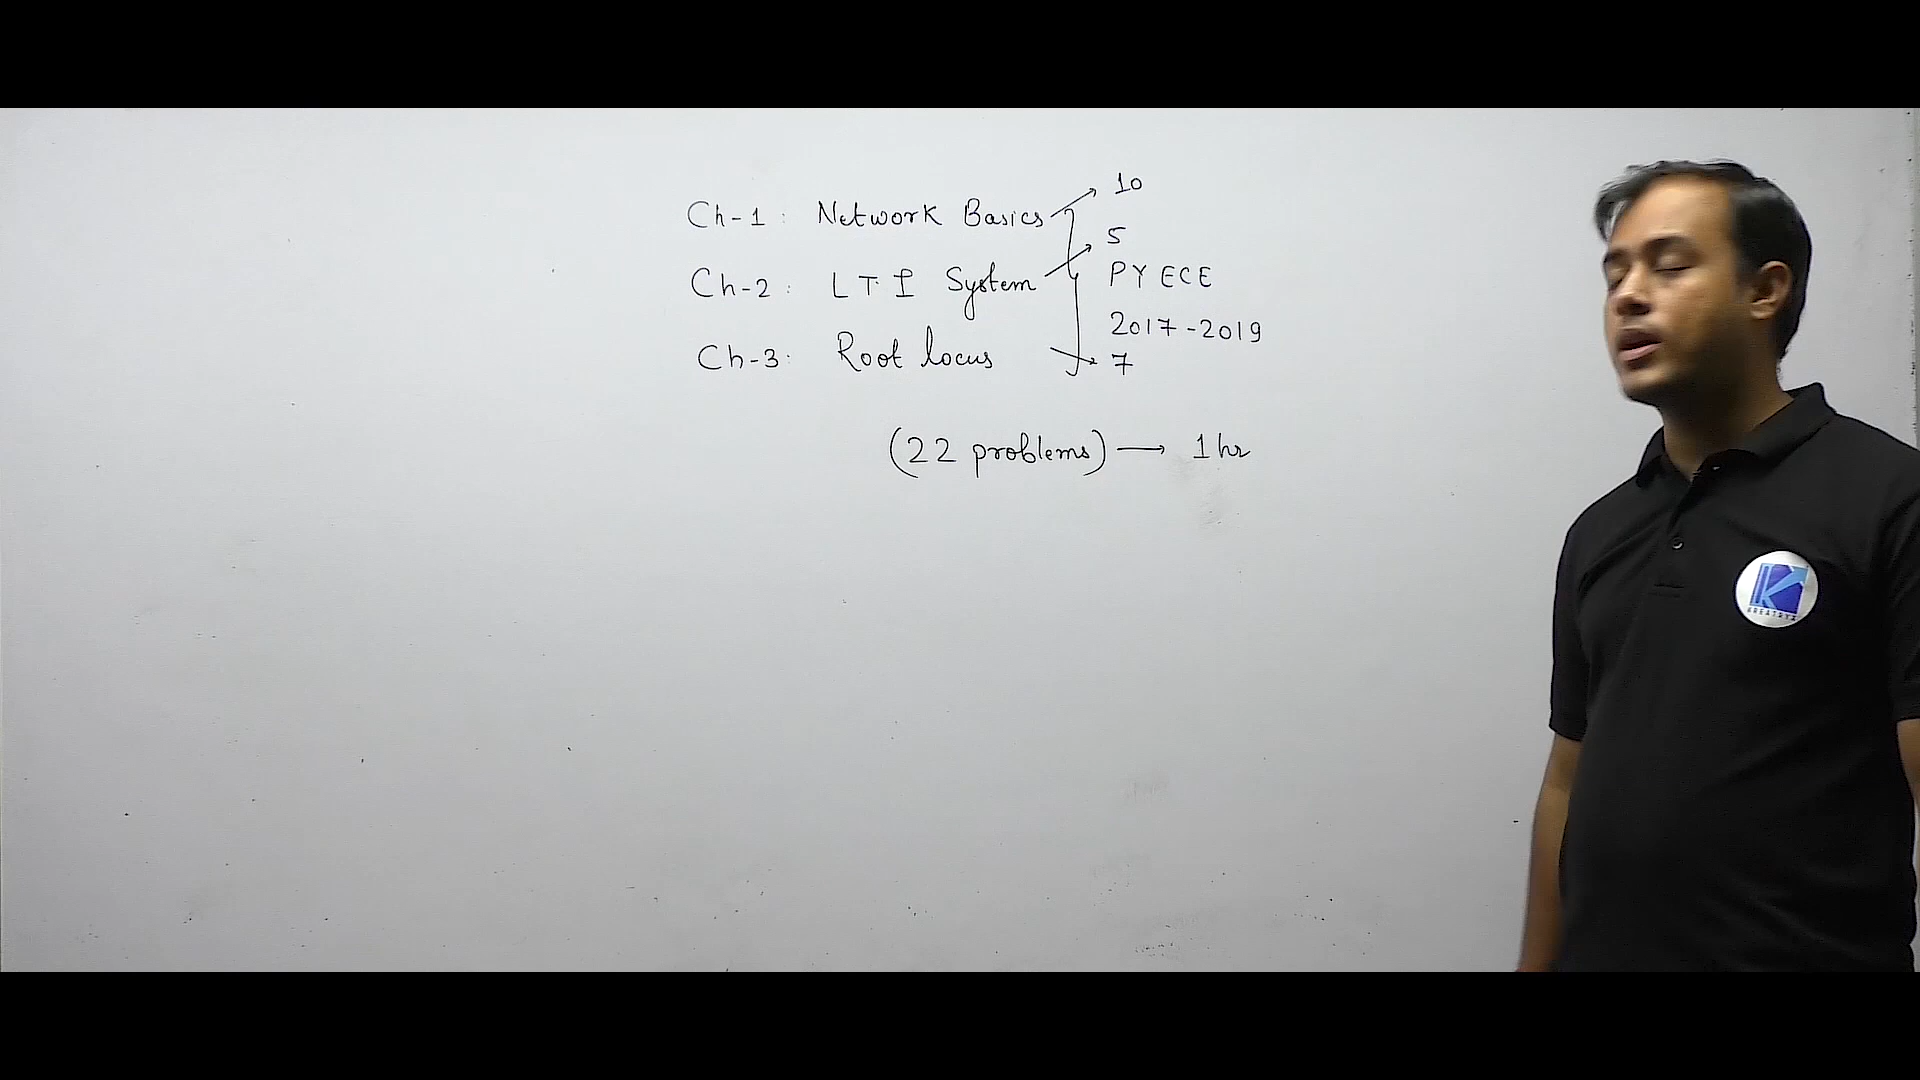 Ch-1 : Network Basics → 10
5
Ch-2 : LTI System → PY ECE
2017-2019
Ch-3: Root locus → 7
(22 problems) → 1 hr
KREATRYX